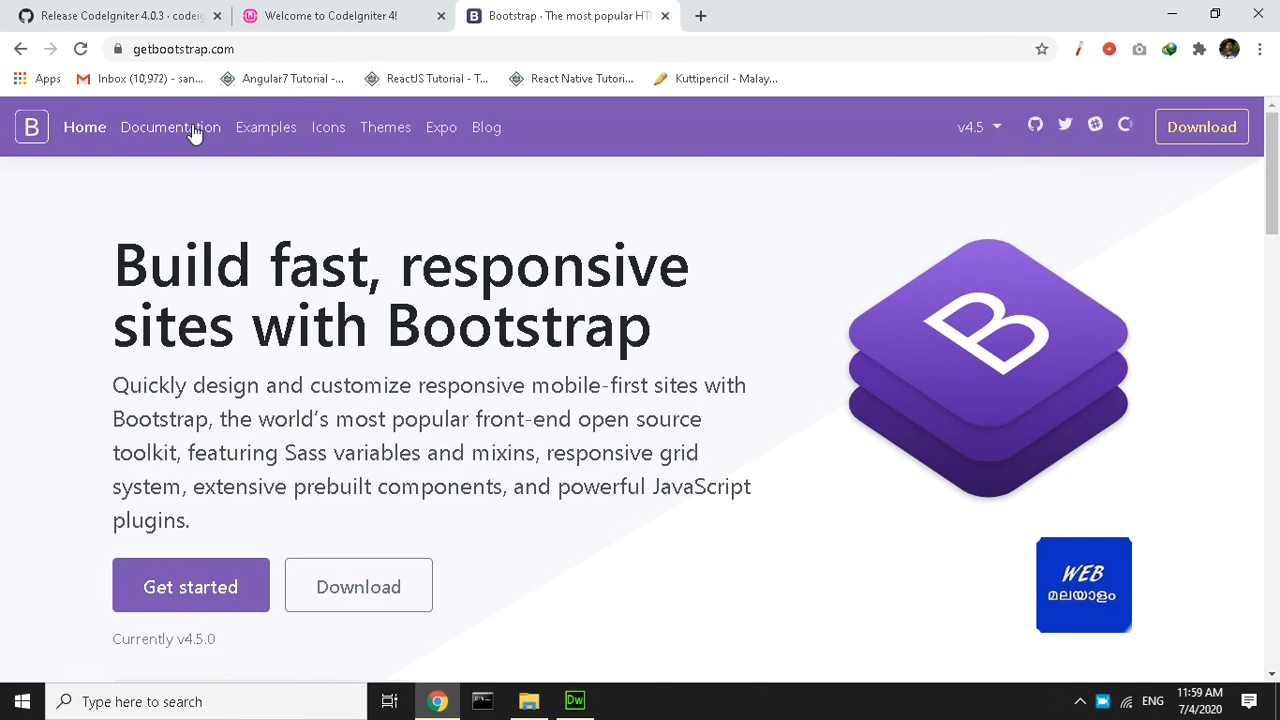 Release CodeIgniter 4.0.3 · codeig
Welcome to CodeIgniter 4!
Bootstrap · The most popular HT
getbootstrap.com
Apps
Inbox (10,972) - san...
Angular7 Tutorial -...
ReactJS Tutorial - T...
React Native Tutori...
Kuttipencil - Malay...
B
Home
Documentation
Examples
Icons
Themes
Expo
Blog
v4.5
Download
Build fast, responsive
sites with Bootstrap
Quickly design and customize responsive mobile-first sites with
Bootstrap, the world’s most popular front-end open source
toolkit, featuring Sass variables and mixins, responsive grid
system, extensive prebuilt components, and powerful JavaScript
plugins.
B
Get started
Download
Currently v4.5.0
WEB
മലയാളം
Type here to search
Dw
ENG
11:59 AM
7/4/2020